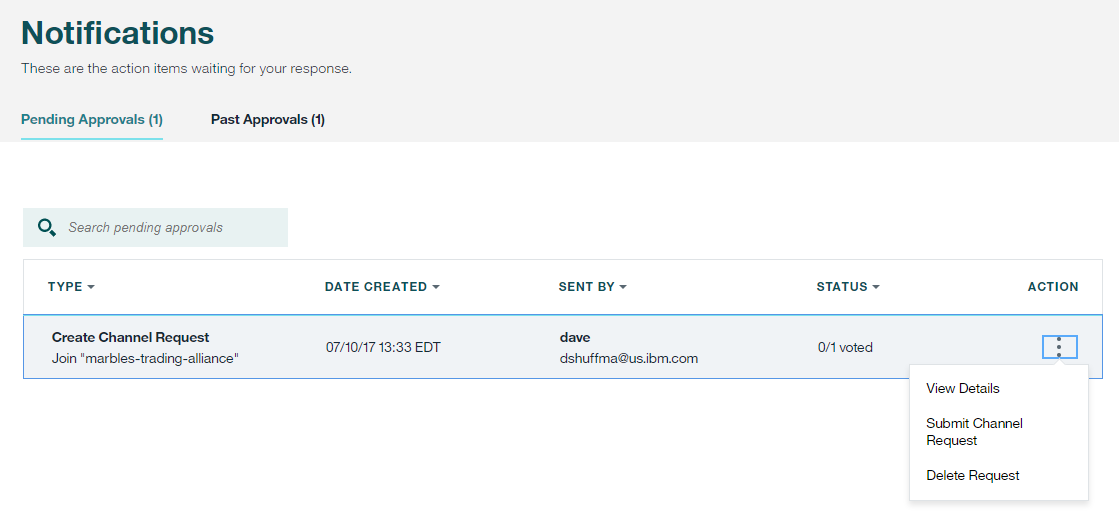 Notifications
These are the action items waiting for your response.
Pending Approvals (1) Past Approvals (1)
Search pending approvals
TYPE DATE CREATED SENT BY STATUS ACTION
Create Channel Request dave
Join "marbles-trading-alliance" 07/10/17 13:33 EDT dshuffma@us.ibm.com 0/1 voted
View Details
Submit Channel
Request
Delete Request